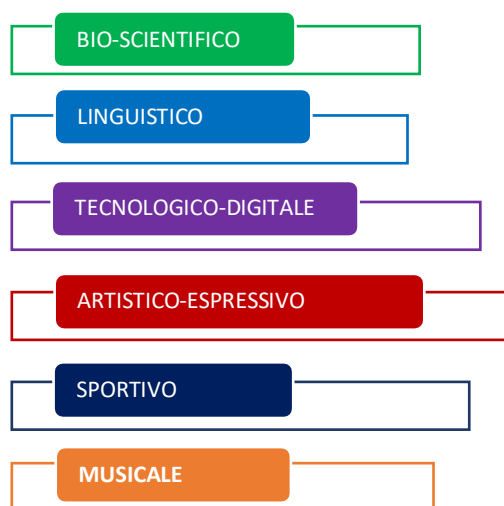 BIO-SCIENTIFICO
LINGUISTICO
TECNOLOGICO-DIGITALE
ARTISTICO-ESPRESSIVO
SPORTIVO
MUSICALE